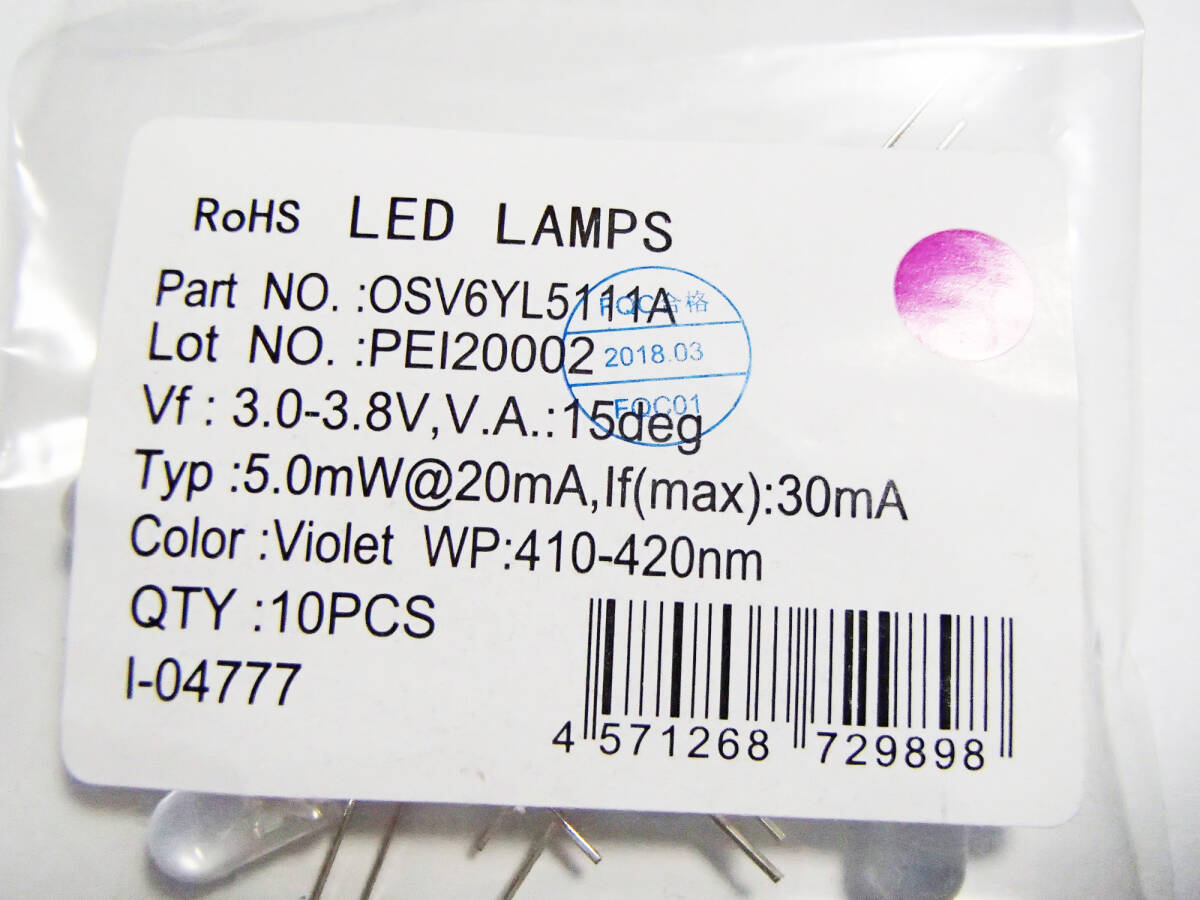 RoHS LED LAMPS
Part NO. :OSV6YL5111A
FQC合格
Lot NO. :PEI20002
2018.03
FQC01
Vf : 3.0-3.8V,V.A.:15deg
Typ :5.0mW@20mA,If(max):30mA
Color :Violet WP:410-420nm
QTY :10PCS
I-04777
4 571268 729898